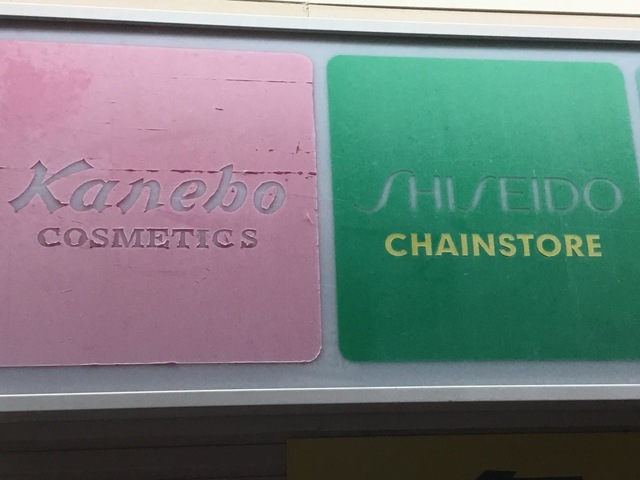 Kanebo
COSMETICS
SHISEIDO
CHAINSTORE